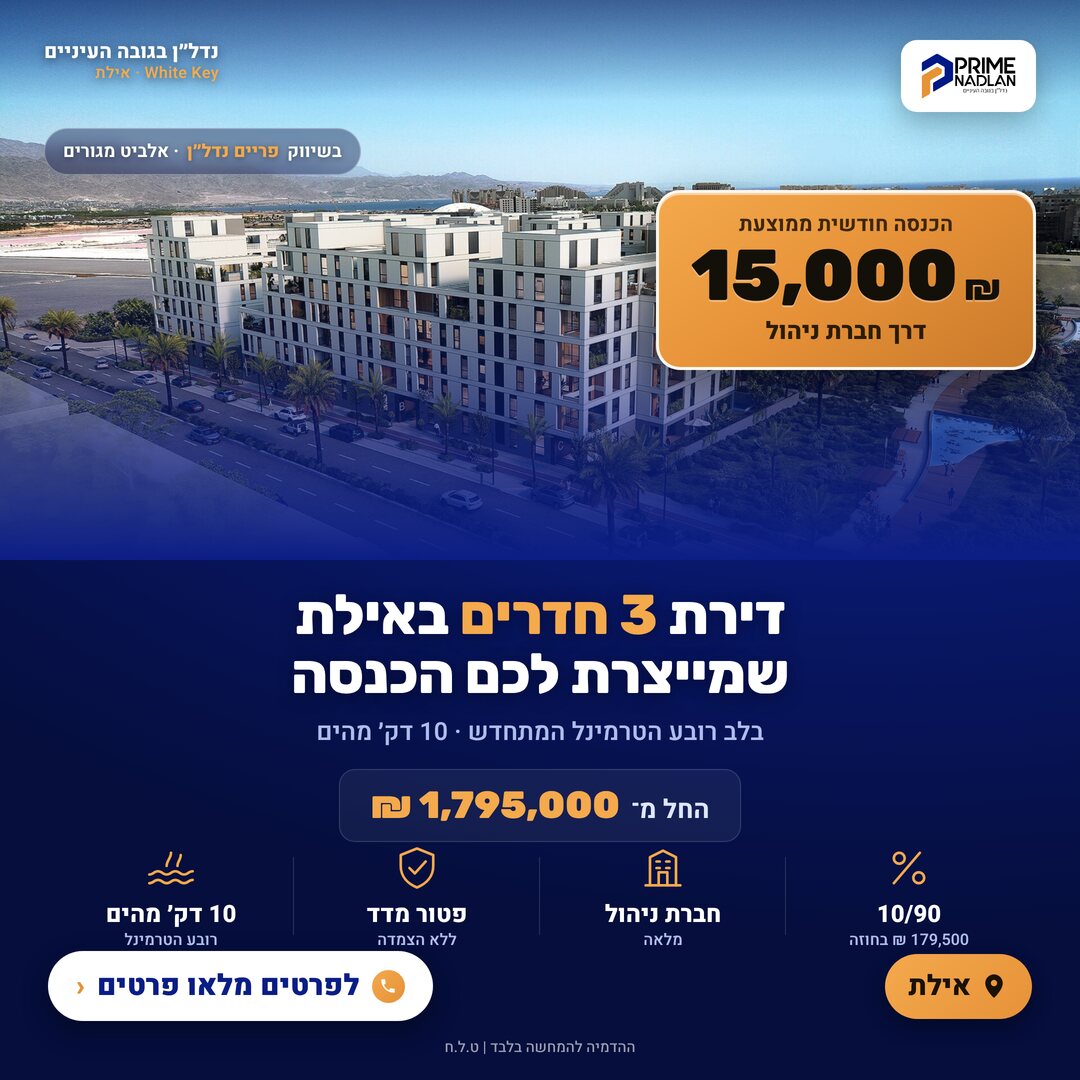 נדל"ן בגובה העיניים
White Key · אילת
PRIME
NADLAN
נדל"ן בגובה העיניים
בשיווק פריים נדל"ן · אלביט מגורים
הכנסה חודשית ממוצעת
₪ 15,000
דרך חברת ניהול
דירת 3 חדרים באילת
שמייצרת לכם הכנסה
בלב רובע הטרמינל המתחדש · 10 דק׳ מהים
החל מ־ 1,795,000 ₪
10/90
179,500 ₪ בחוזה
חברת ניהול
מלאה
פטור מדד
ללא הצמדה
10 דק׳ מהים
רובע הטרמינל
אילת
לפרטים מלאו פרטים ‹
ההדמיה להמחשה בלבד | ט.ל.ח